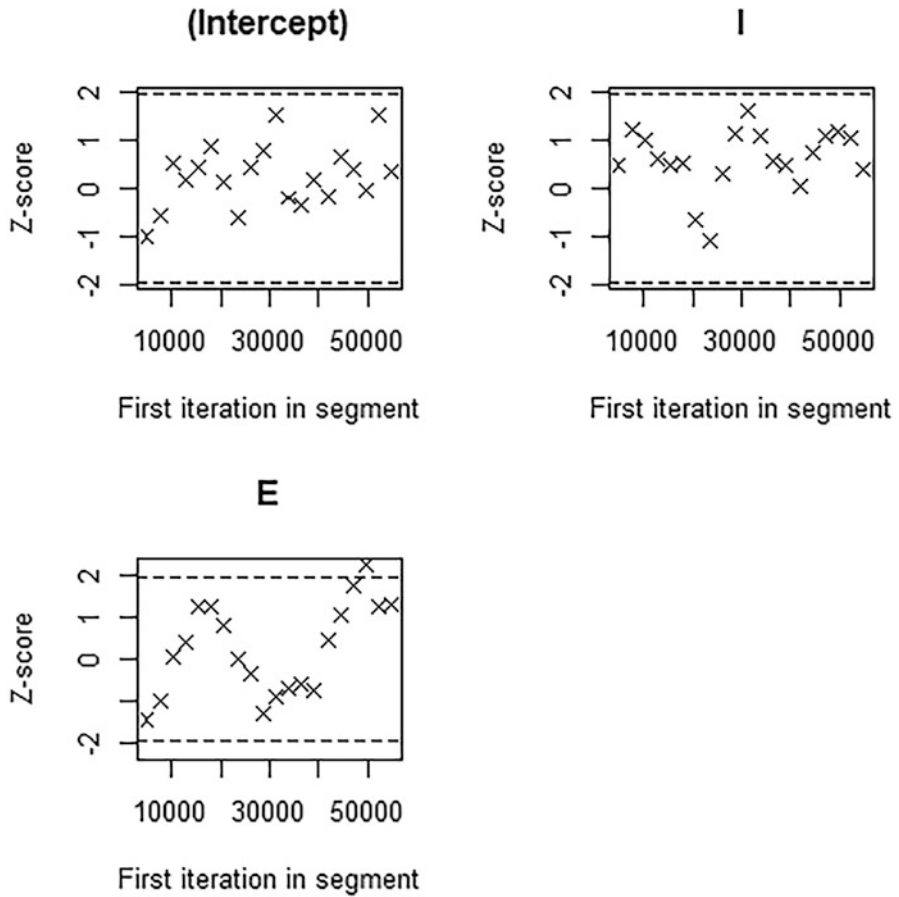 (Intercept)
Z-score
2
1
0
-1
-2
10000 30000 50000
First iteration in segment
I
Z-score
2
1
0
-1
-2
10000 30000 50000
First iteration in segment
E
Z-score
2
1
0
-2
10000 30000 50000
First iteration in segment